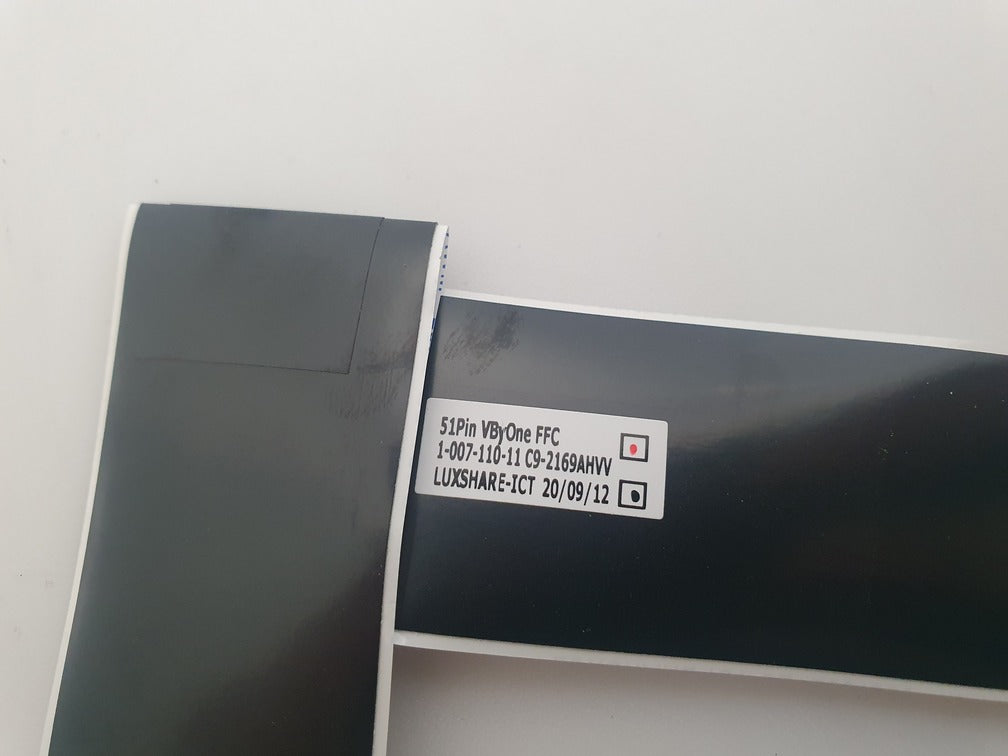 51Pin VByOne FFC
1-007-110-11 C9-2169AHVV
LUXSHARE-ICT 20/09/12